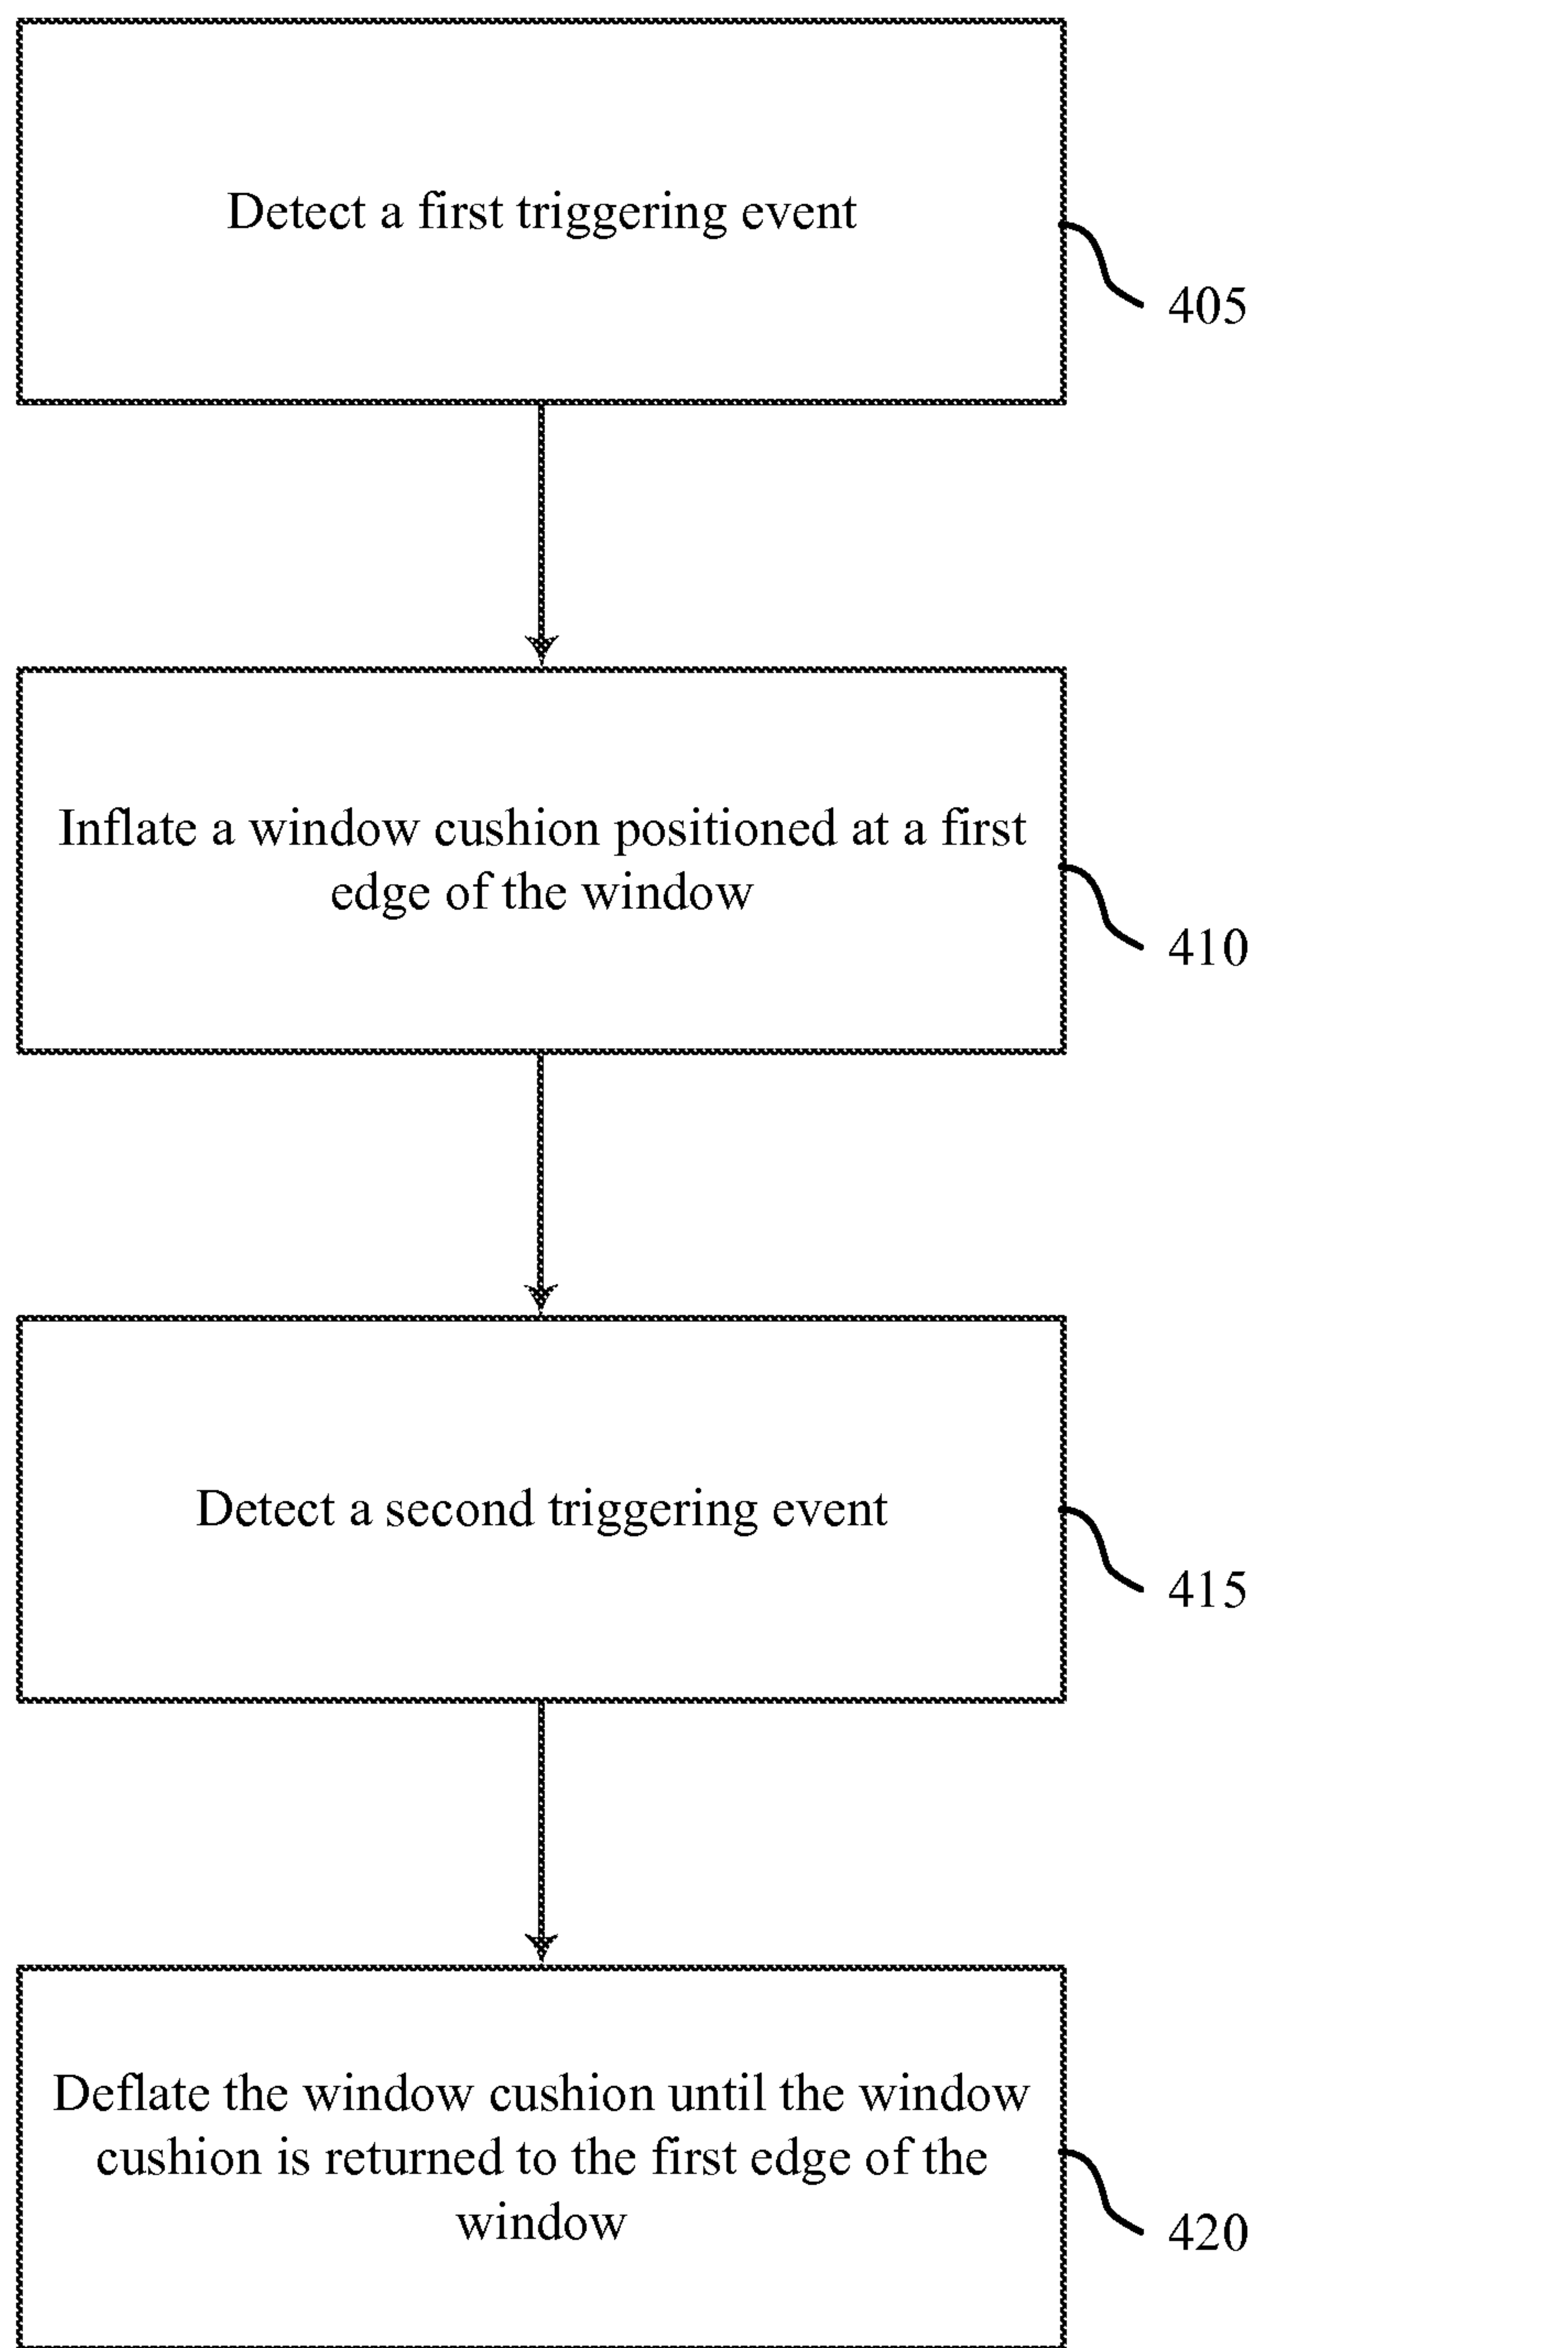 Detect a first triggering event
405
Inflate a window cushion positioned at a first
edge of the window
410
Detect a second triggering event
415
Deflate the window cushion until the window
cushion is returned to the first edge of the
window
420